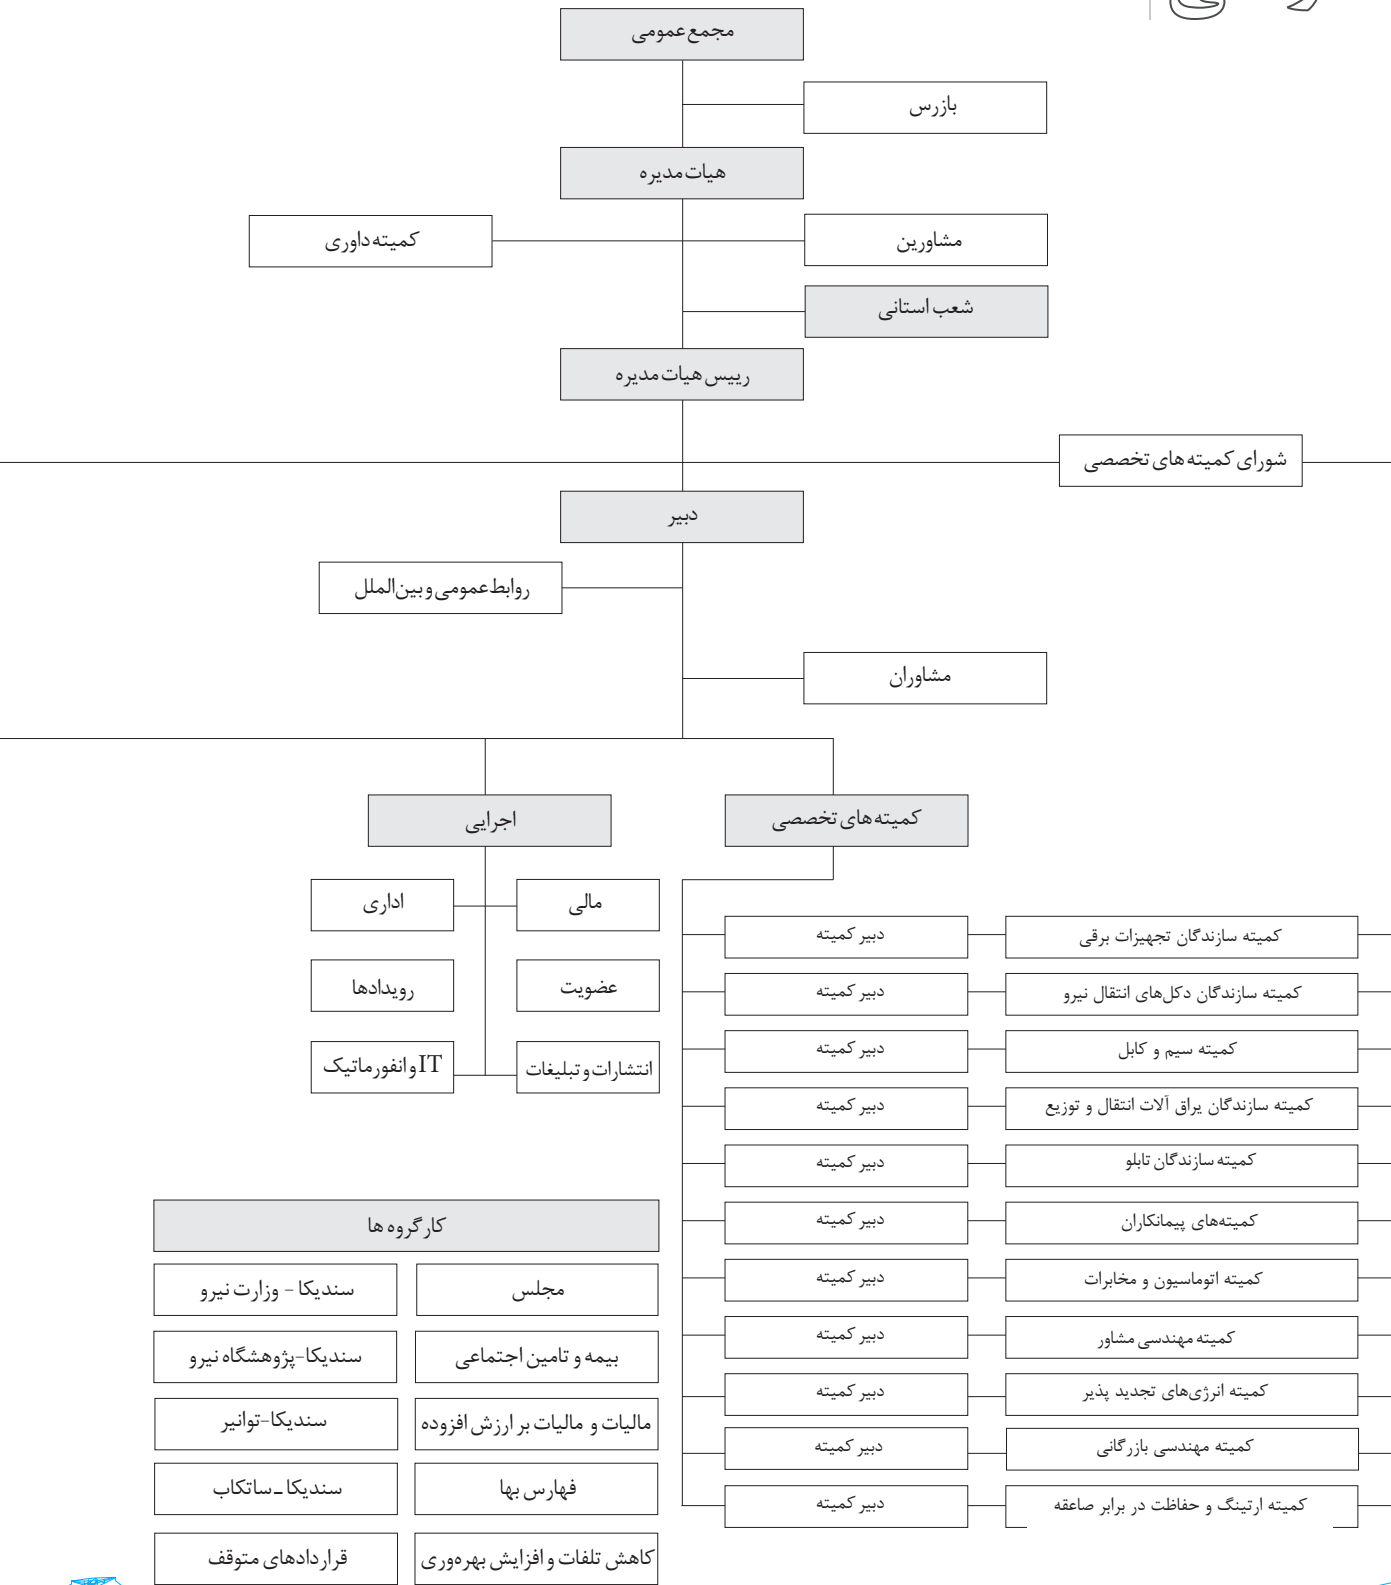 مجمع عمومی
بازرس
هیات مدیره
مشاورین
کمیته داوری
شعب استانی
رییس هیات مدیره
شورای کمیته های تخصصی
دبیر
روابط عمومی و بین‌الملل
مشاوران
کمیته های تخصصی
اجرایی
مالی
اداری
عضویت
رویدادها
انتشارات و تبلیغات
IT و انفورماتیک
کمیته سازندگان تجهیزات برقی
دبیر کمیته
کمیته سازندگان دکل‌های انتقال نیرو
دبیر کمیته
کمیته سیم و کابل
دبیر کمیته
کمیته سازندگان یراق آلات انتقال و توزیع
دبیر کمیته
کمیته سازندگان تابلو
دبیر کمیته
کمیته‌های پیمانکاران
دبیر کمیته
کمیته اتوماسیون و مخابرات
دبیر کمیته
کمیته مهندسی مشاور
دبیر کمیته
کمیته انرژی‌های تجدید پذیر
دبیر کمیته
کمیته مهندسی بازرگانی
دبیر کمیته
کمیته ارتینگ و حفاظت در برابر صاعقه
دبیر کمیته
کارگروه ها
مجلس
سندیکا - وزارت نیرو
بیمه و تامین اجتماعی
سندیکا-پژوهشگاه نیرو
مالیات و مالیات بر ارزش افزوده
سندیکا-توانیر
فهارس بها
سندیکا ـ ساتکاب
کاهش تلفات و افزایش بهره‌وری
قراردادهای متوقف